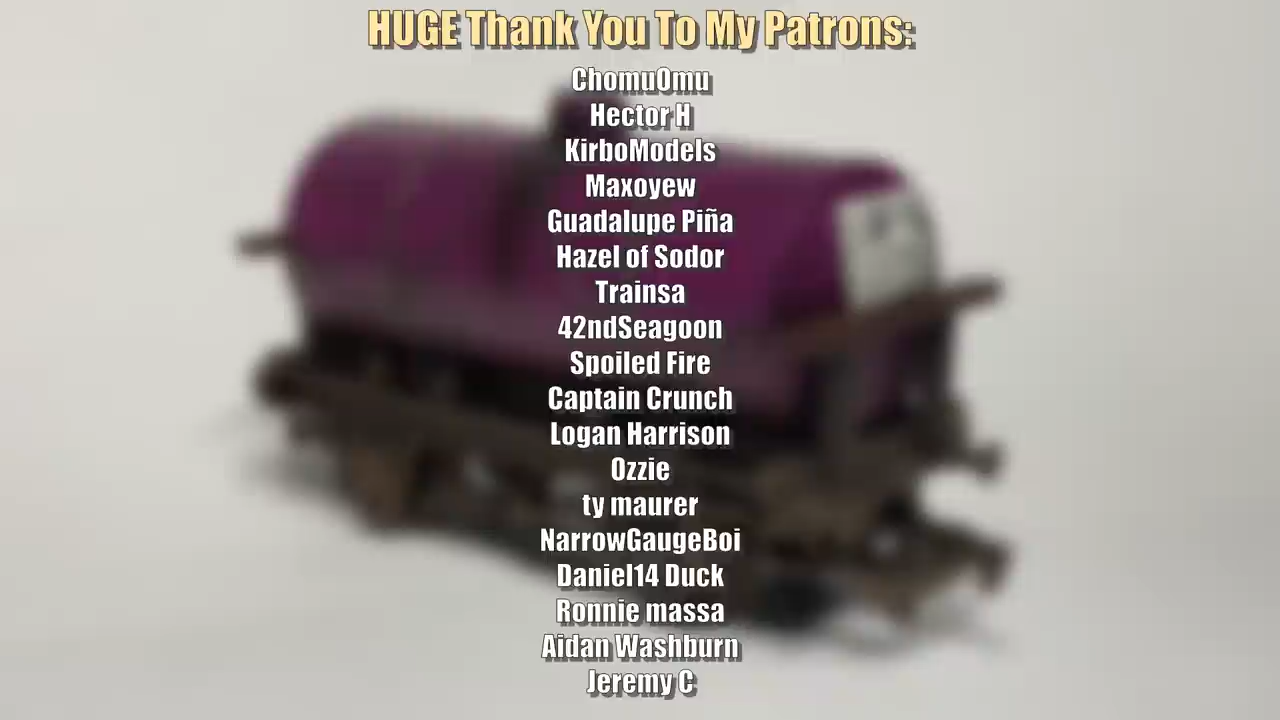 HUGE Thank You To My Patrons:
ChomuOmu
Hector H
KirboModels
Maxoyew
Guadalupe Piña
Hazel of Sodor
Trainsa
42ndSeagoon
Spoiled Fire
Captain Crunch
Logan Harrison
Ozzie
ty maurer
NarrowGaugeBoi
Daniel14 Duck
Ronnie massa
Aidan Washburn
Jeremy C